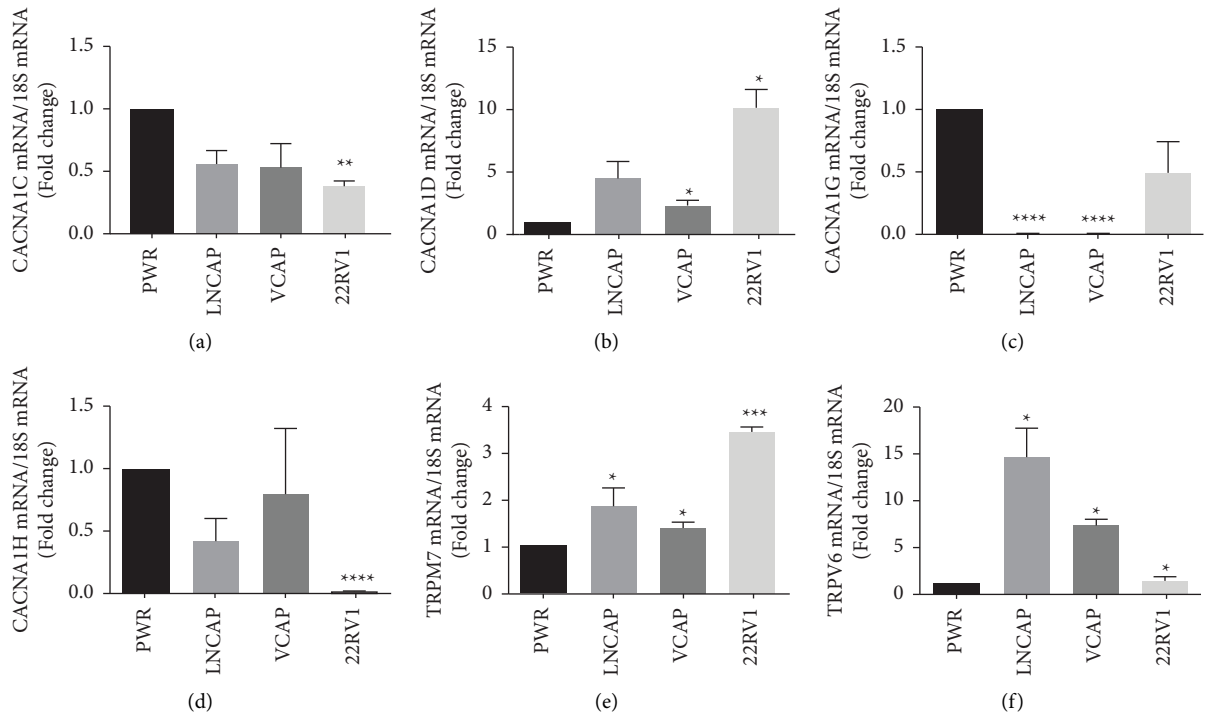 CACNA1C mRNA/18S mRNA
(Fold change)
1.5
1.0
0.5
0.0
**
PWR
LNCAP
VCAP
22RV1
(a)
CACNA1D mRNA/18S mRNA
(Fold change)
15
10
5
0
*
*
PWR
LNCAP
VCAP
22RV1
(b)
CACNA1G mRNA/18S mRNA
(Fold change)
1.5
1.0
0.5
0.0
****
****
PWR
LNCAP
VCAP
22RV1
(c)
CACNA1H mRNA/18S mRNA
(Fold change)
1.5
1.0
0.5
0.0
****
PWR
LNCAP
VCAP
22RV1
(d)
TRPM7 mRNA/18S mRNA
(Fold change)
4
3
2
1
0
*
*
***
PWR
LNCAP
VCAP
22RV1
(e)
TRPV6 mRNA/18S mRNA
(Fold change)
20
15
10
5
0
*
*
*
PWR
LNCAP
VCAP
22RV1
(f)